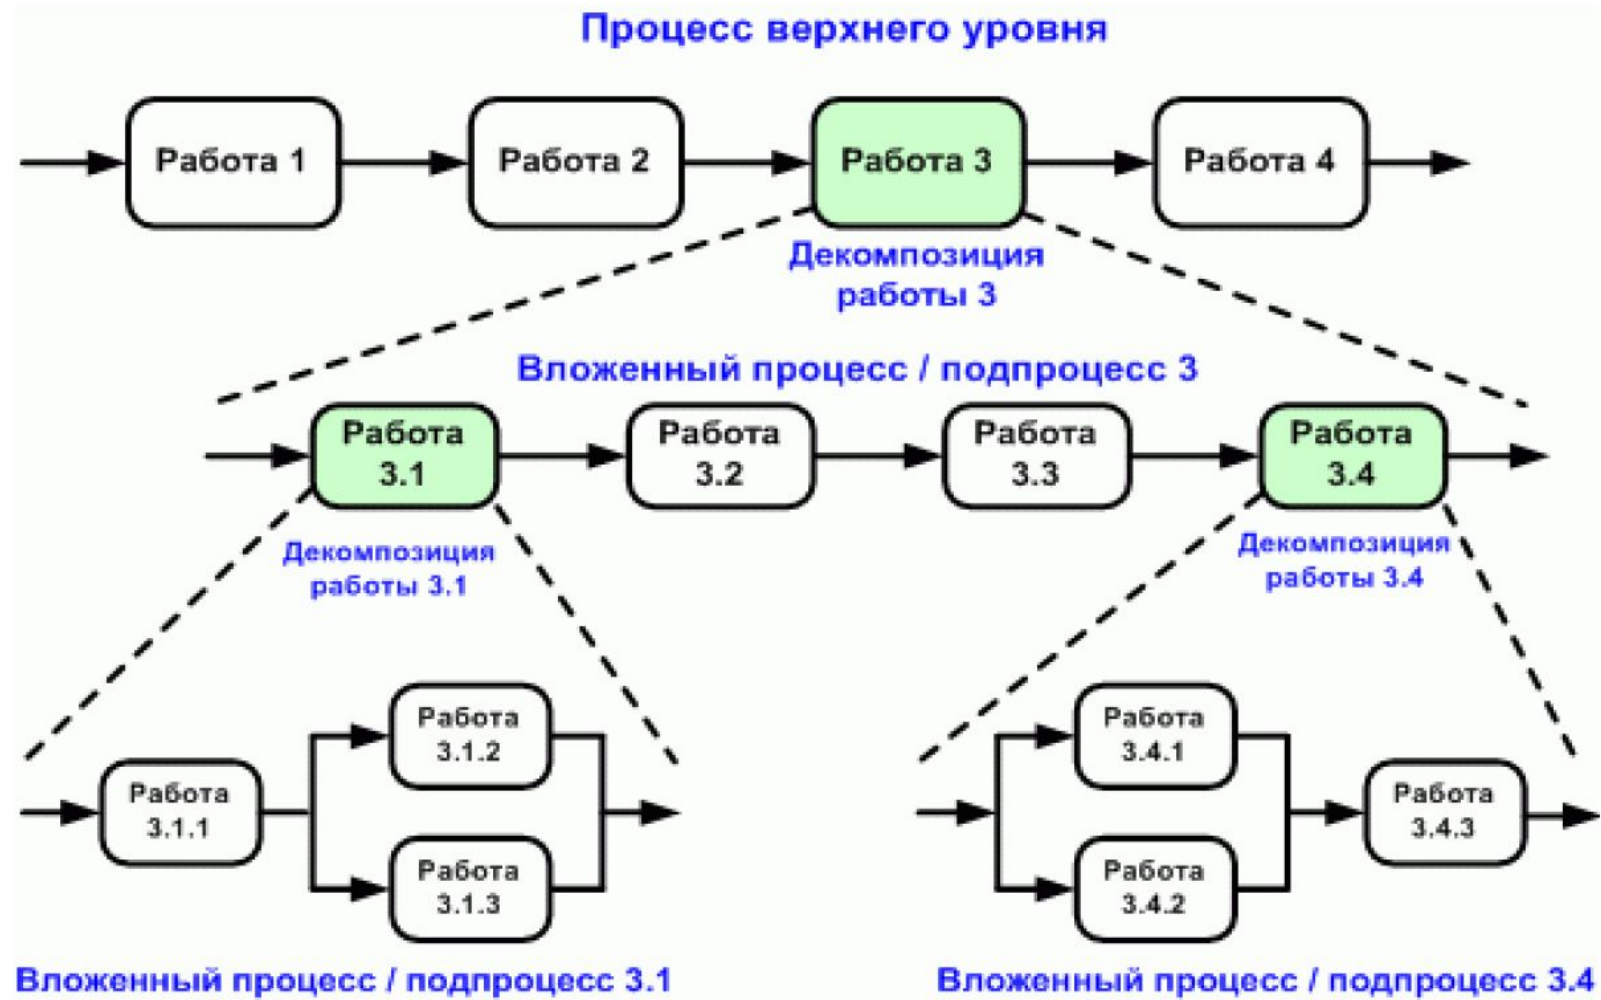 Процесс верхнего уровня
Работа 1
Работа 2
Работа 3
Работа 4
Декомпозиция
работы 3
Вложенный процесс / подпроцесс 3
Работа
3.1
Работа
3.2
Работа
3.3
Работа
3.4
Декомпозиция
работы 3.1
Декомпозиция
работы 3.4
Работа
3.1.1
Работа
3.1.2
Работа
3.1.3
Работа
3.4.1
Работа
3.4.2
Работа
3.4.3
Вложенный процесс / подпроцесс 3.1
Вложенный процесс / подпроцесс 3.4